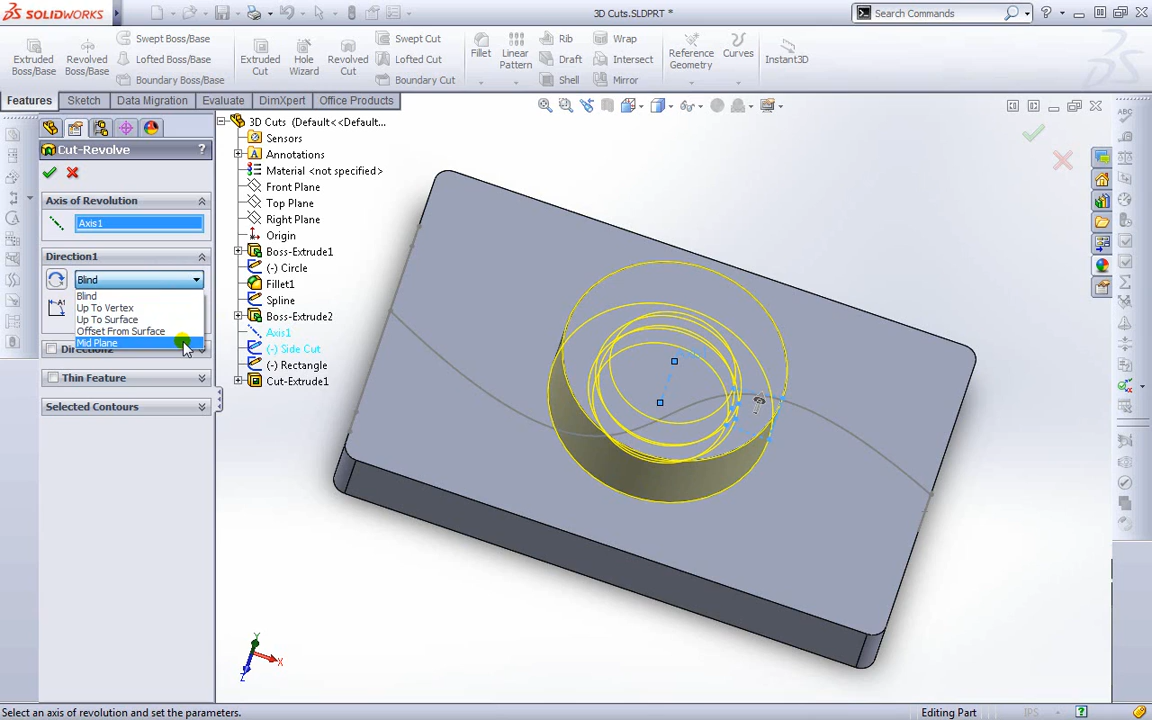 SOLIDWORKS
3D Cuts.SLDPRT *
Search Commands
Extruded Boss/Base
Revolved Boss/Base
Swept Boss/Base
Lofted Boss/Base
Boundary Boss/Base
Extruded Cut
Hole Wizard
Revolved Cut
Swept Cut
Lofted Cut
Boundary Cut
Fillet
Linear Pattern
Rib
Draft
Shell
Wrap
Intersect
Mirror
Reference Geometry
Curves
Instant3D
Features
Sketch
Data Migration
Evaluate
DimXpert
Office Products
Cut-Revolve
?
Axis of Revolution
Axis1
Direction1
Blind
Blind
Up To Vertex
Up To Surface
Offset From Surface
Mid Plane
Direction2
Thin Feature
Selected Contours
3D Cuts (Default<<Default...
Sensors
Annotations
Material <not specified>
Front Plane
Top Plane
Right Plane
Origin
Boss-Extrude1
(-) Circle
Fillet1
Spline
Boss-Extrude2
Axis1
(-) Side Cut
(-) Rectangle
Cut-Extrude1
Y
X
Z
Select an axis of revolution and set the parameters.
Editing Part
IPS